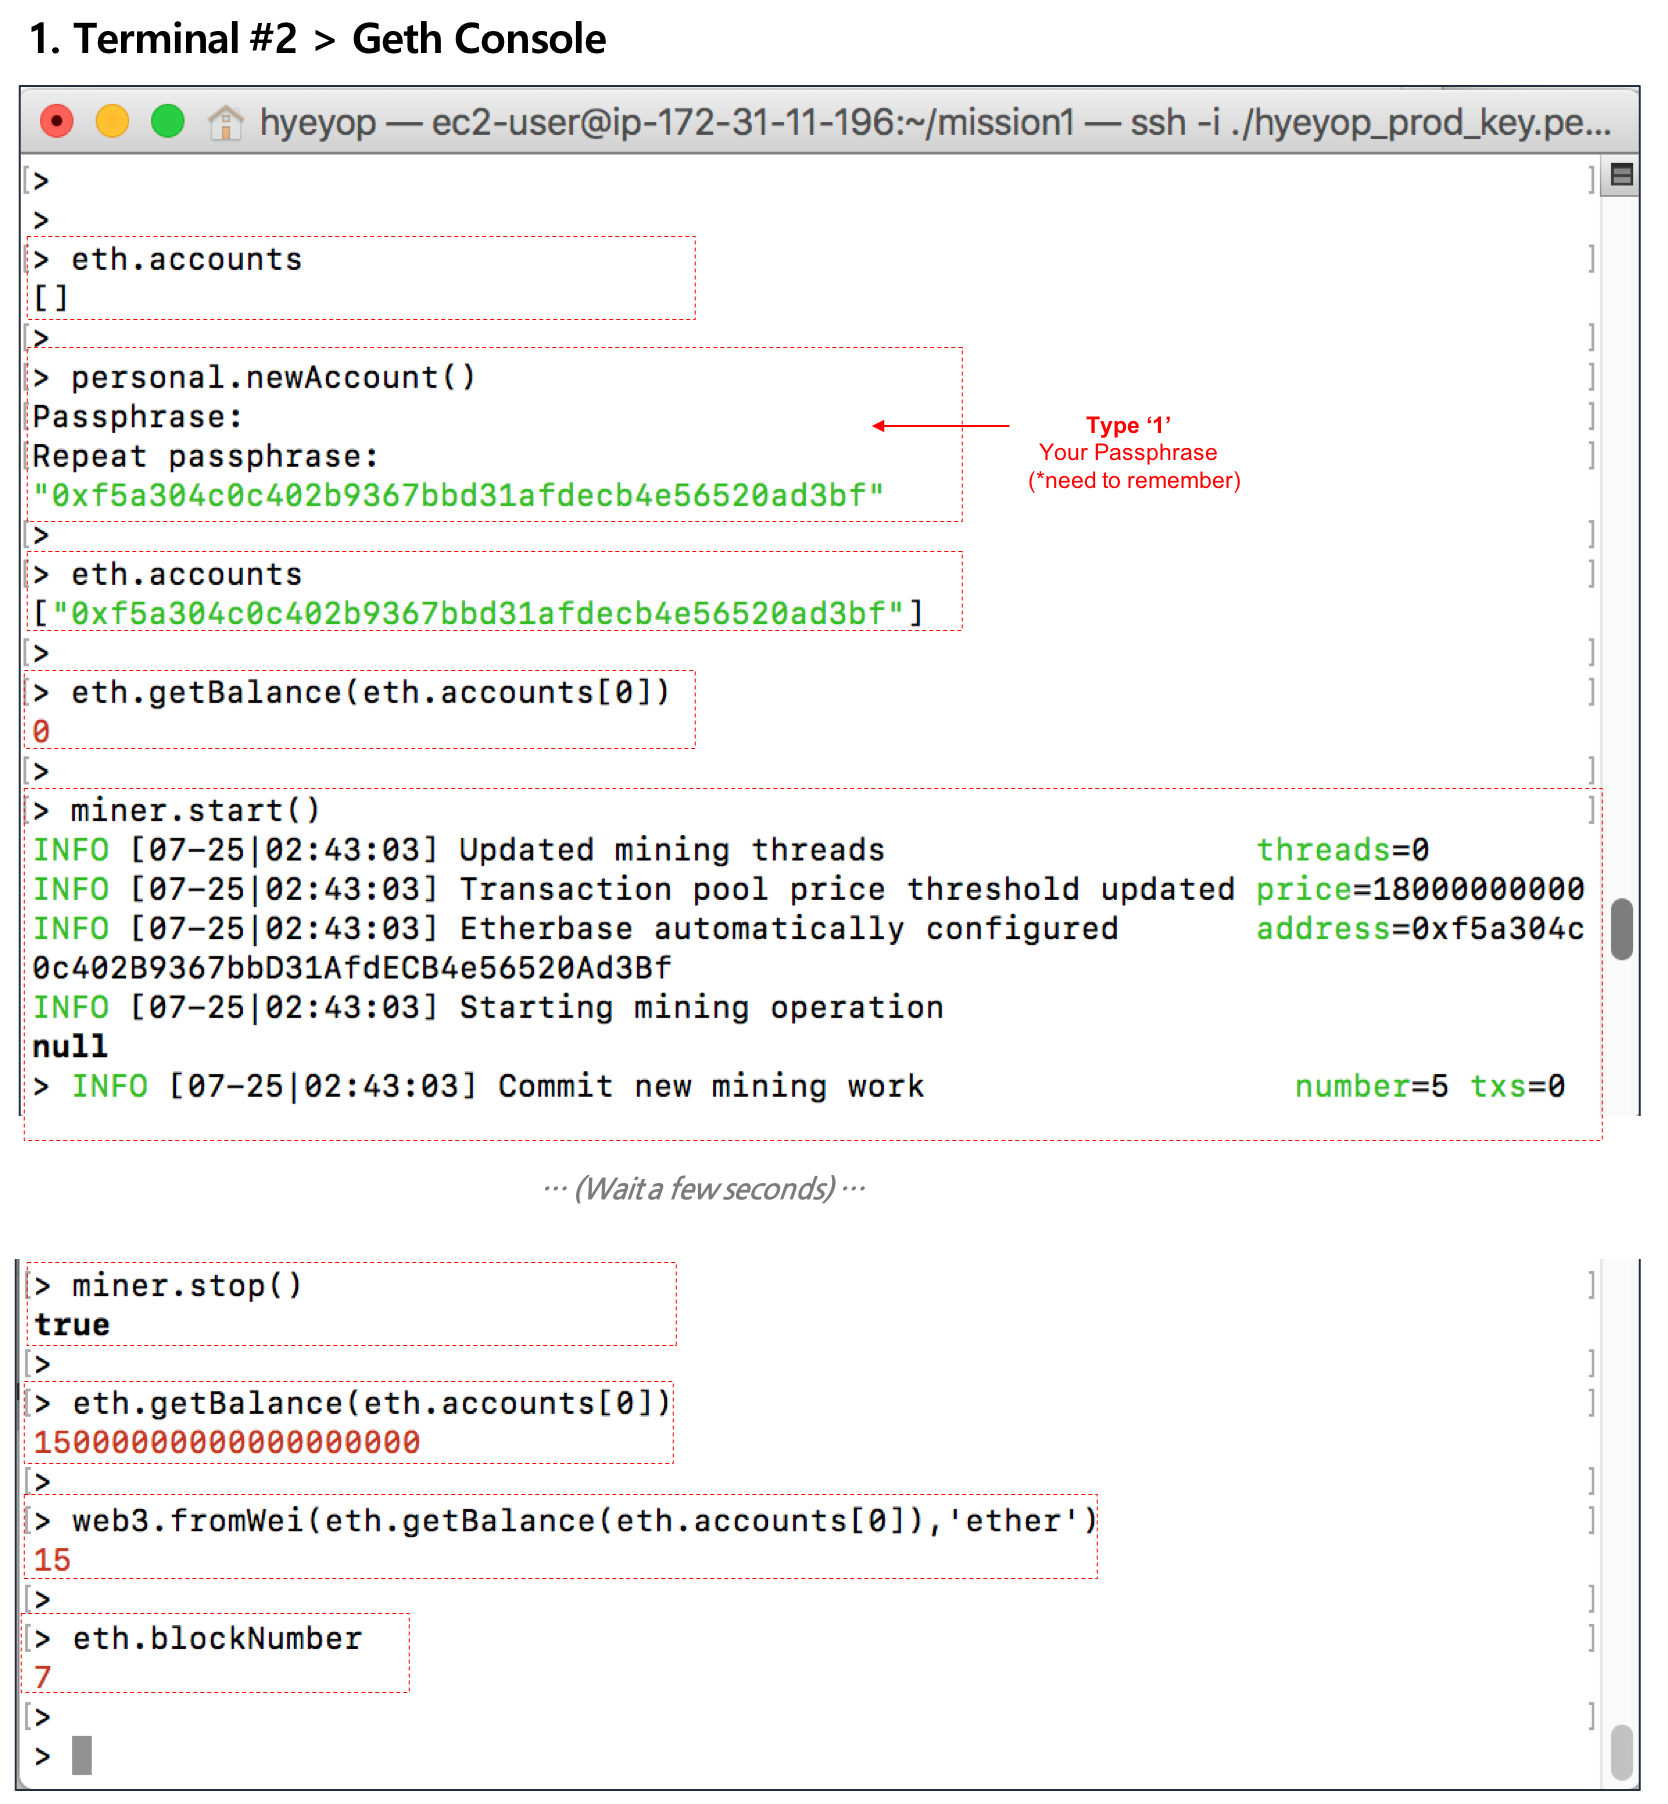 1. Terminal #2 > Geth Console
hyeyop — ec2-user@ip-172-31-11-196:~/mission1 — ssh -i ./hyeyop_prod_key.pe...
[> ]
>
[> eth.accounts ]
[]
[> ]
[> personal.newAccount() ]
[Passphrase: ]
[Repeat passphrase: ]
"0xf5a304c0c402b9367bbd31afdecb4e56520ad3bf"
Type ‘1’
Your Passphrase
(*need to remember)
[> ]
[> eth.accounts ]
["0xf5a304c0c402b9367bbd31afdecb4e56520ad3bf"]
[> ]
[> eth.getBalance(eth.accounts[0]) ]
0
[> ]
[> miner.start() ]
INFO [07-25|02:43:03] Updated mining threads threads=0
INFO [07-25|02:43:03] Transaction pool price threshold updated price=18000000000
INFO [07-25|02:43:03] Etherbase automatically configured address=0xf5a304c
0c402B9367bbD31AfdECB4e56520Ad3Bf
INFO [07-25|02:43:03] Starting mining operation
null
> INFO [07-25|02:43:03] Commit new mining work number=5 txs=0
… (Wait a few seconds) …
[> miner.stop() ]
true
[> ]
[> eth.getBalance(eth.accounts[0]) ]
15000000000000000000
[> ]
[> web3.fromWei(eth.getBalance(eth.accounts[0]),'ether') ]
15
[> ]
[> eth.blockNumber ]
7
[> ]
>